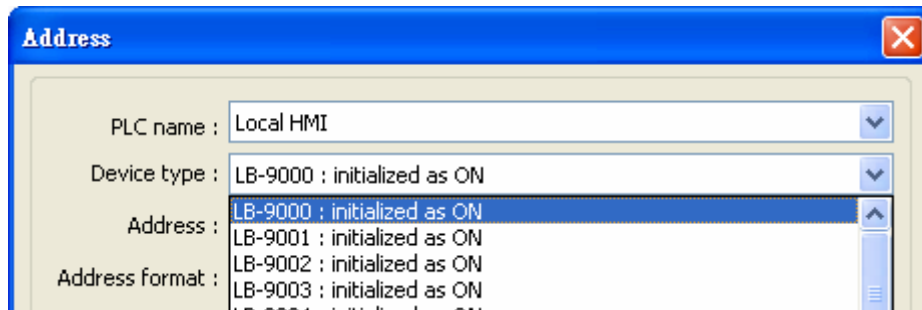 Address
PLC name : Local HMI
Device type : LB-9000 : initialized as ON
LB-9000 : initialized as ON
Address :
LB-9001 : initialized as ON
LB-9002 : initialized as ON
Address format :
LB-9003 : initialized as ON